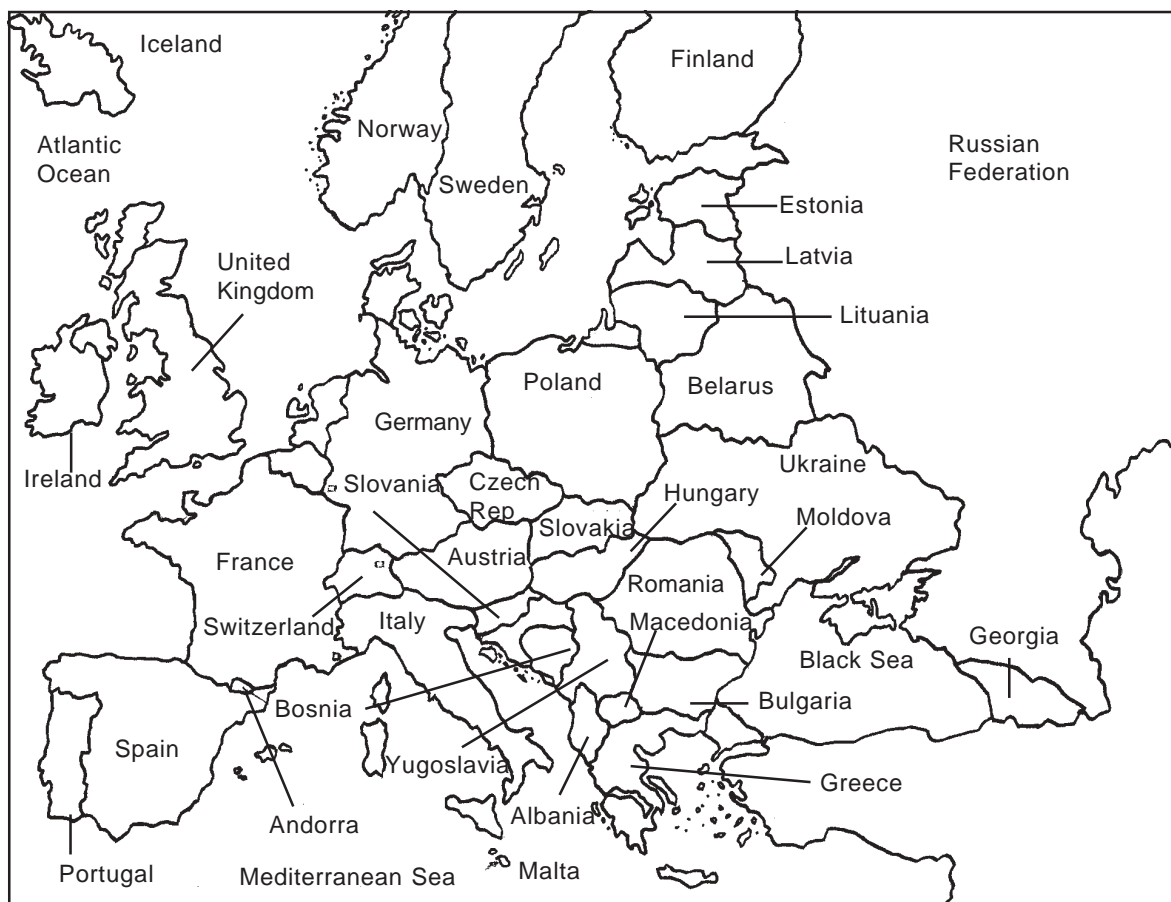 Iceland
Finland
Norway
Atlantic
Ocean
Russian
Federation
Sweden
Estonia
Latvia
United
Kingdom
Lituania
Poland
Belarus
Germany
Ireland
Ukraine
Slovania
Czech
Rep
Hungary
Slovakia
Moldova
France
Austria
Romania
Switzerland
Italy
Macedonia
Georgia
Black Sea
Bosnia
Bulgaria
Spain
Yugoslavia
Greece
Andorra
Albania
Portugal
Mediterranean Sea
Malta